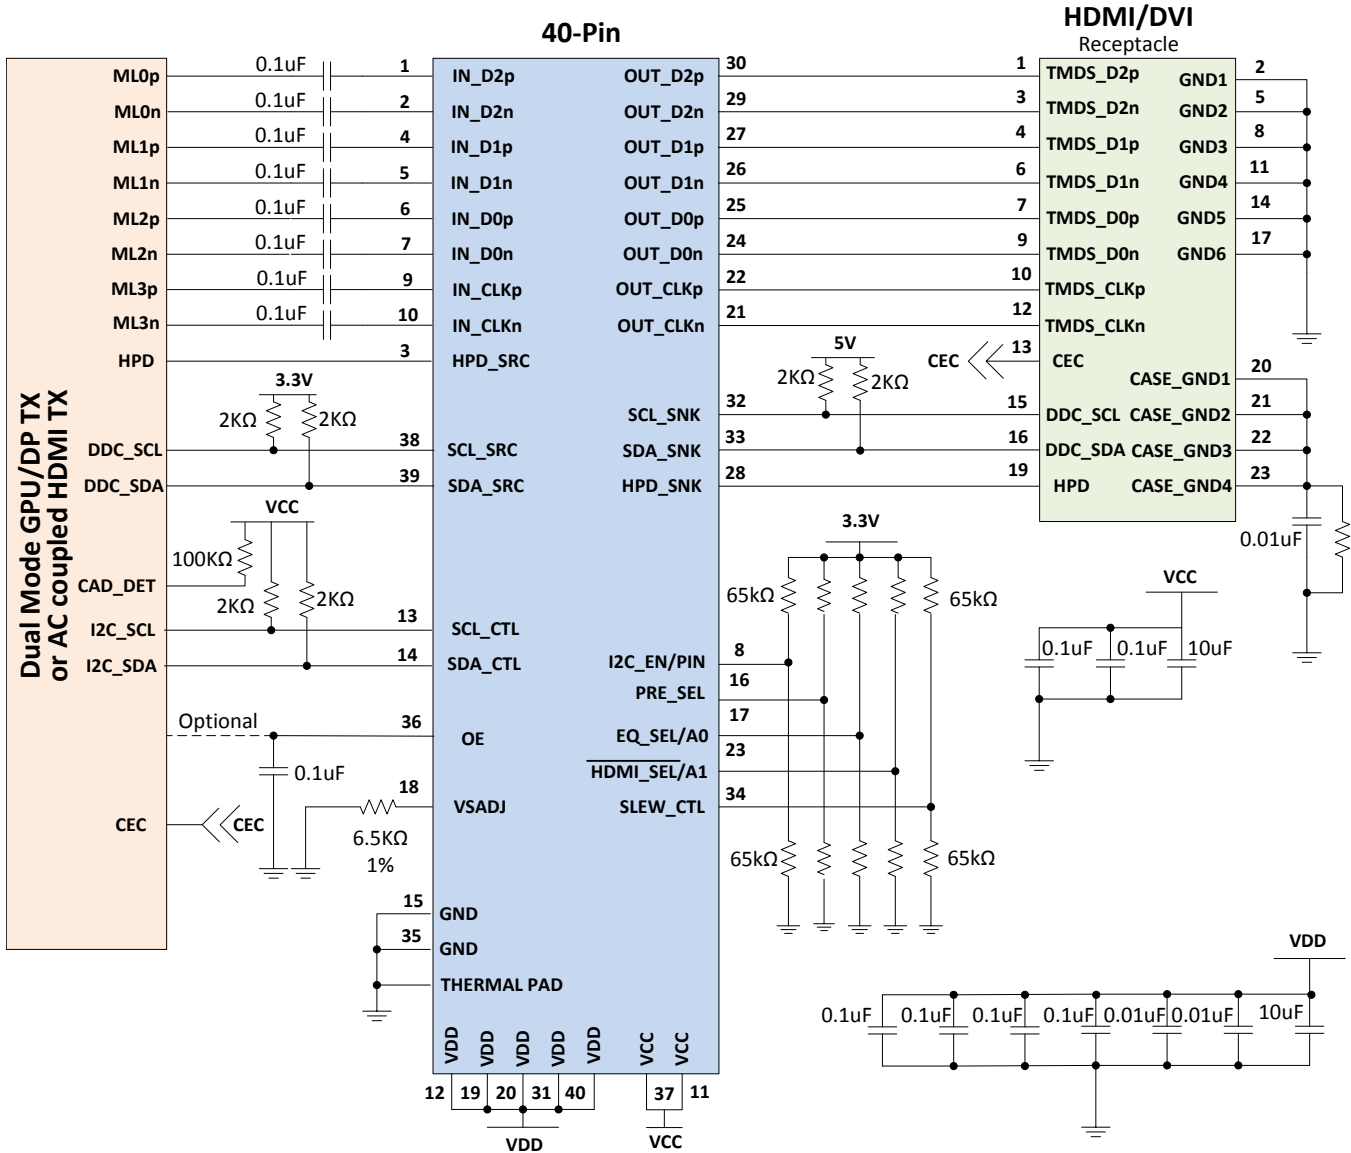 40-Pin
HDMI/DVI
Receptacle
Dual Mode GPU/DP TX
or AC coupled HDMI TX
ML0p
0.1uF
1
IN_D2p
OUT_D2p
30
1
TMDS_D2p
GND1
2
ML0n
0.1uF
2
IN_D2n
OUT_D2n
29
3
TMDS_D2n
GND2
5
ML1p
0.1uF
4
IN_D1p
OUT_D1p
27
4
TMDS_D1p
GND3
8
ML1n
0.1uF
5
IN_D1n
OUT_D1n
26
6
TMDS_D1n
GND4
11
ML2p
0.1uF
6
IN_D0p
OUT_D0p
25
7
TMDS_D0p
GND5
14
ML2n
0.1uF
7
IN_D0n
OUT_D0n
24
9
TMDS_D0n
GND6
17
ML3p
0.1uF
9
IN_CLKp
OUT_CLKp
22
10
TMDS_CLKp
ML3n
0.1uF
10
IN_CLKn
OUT_CLKn
21
12
TMDS_CLKn
HPD
3
HPD_SRC
5V
CEC
13
CEC
CASE_GND1
20
3.3V
2KΩ
2KΩ
2KΩ
2KΩ
SCL_SNK
32
15
DDC_SCL
CASE_GND2
21
DDC_SCL
38
SCL_SRC
SDA_SNK
33
16
DDC_SDA
CASE_GND3
22
DDC_SDA
39
SDA_SRC
HPD_SNK
28
19
HPD
CASE_GND4
23
VCC
3.3V
0.01uF
100KΩ
CAD_DET
2KΩ
2KΩ
65kΩ
65kΩ
VCC
I2C_SCL
13
SCL_CTL
I2C_SDA
14
SDA_CTL
I2C_EN/PIN
8
0.1uF
0.1uF
10uF
PRE_SEL
16
Optional
36
OE
EQ_SEL/A0
17
0.1uF
HDMI_SEL/A1
23
18
VSADJ
SLEW_CTL
34
CEC
CEC
6.5KΩ
1%
65kΩ
65kΩ
15
GND
35
GND
THERMAL PAD
VDD
0.1uF
0.1uF
0.1uF
0.1uF
0.01uF
0.01uF
10uF
VDD
VDD
VDD
VDD
VDD
VCC
VCC
12
19
20
31
40
37
11
VDD
VCC